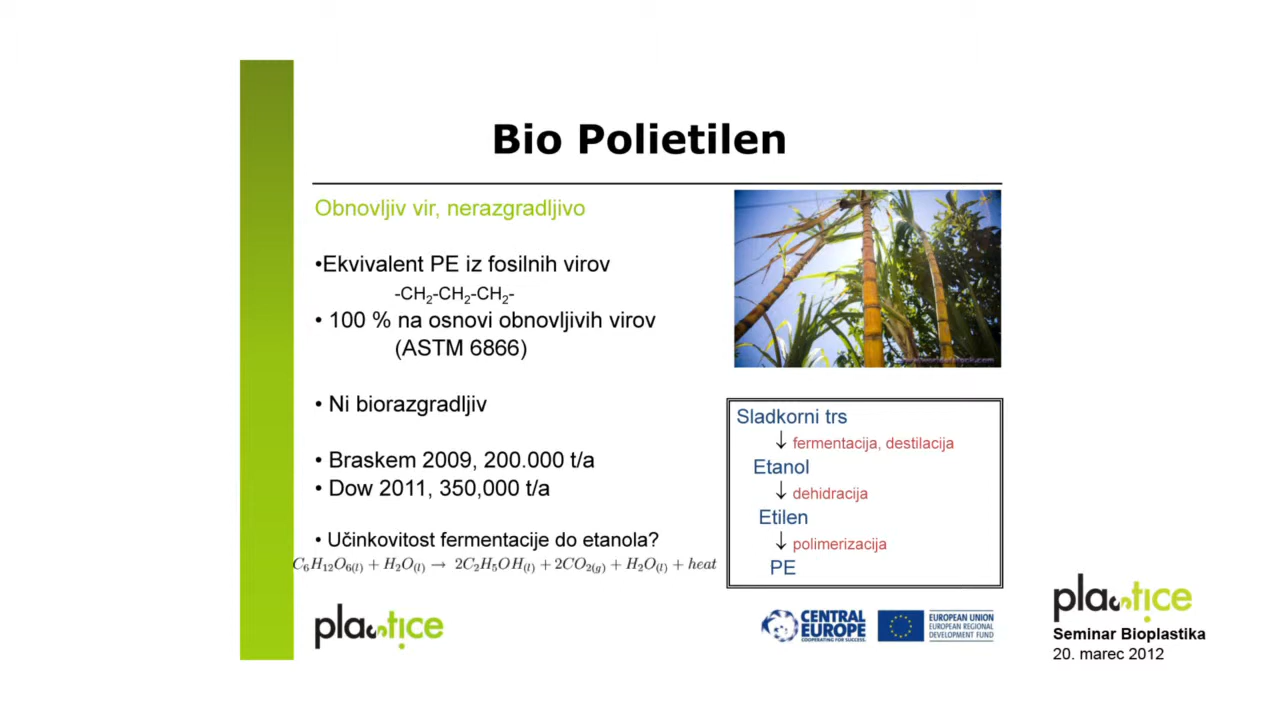 Bio Polietilen
Obnovljiv vir, nerazgradljivo
•Ekvivalent PE iz fosilnih virov
-CH₂-CH₂-CH₂-
• 100 % na osnovi obnovljivih virov
(ASTM 6866)
• Ni biorazgradljiv
• Braskem 2009, 200.000 t/a
• Dow 2011, 350,000 t/a
• Učinkovitost fermentacije do etanola?
C₆H₁₂O₆₍ₗ₎ + H₂O₍ₗ₎ → 2C₂H₅OH₍ₗ₎ + 2CO₂₍g₎ + H₂O₍ₗ₎ + heat
Sladkorni trs
↓ fermentacija, destilacija
Etanol
↓ dehidracija
Etilen
↓ polimerizacija
PE
plastice
CENTRAL
EUROPE
COOPERATING FOR SUCCESS.
EUROPEAN UNION
EUROPEAN REGIONAL
DEVELOPMENT FUND
plastice
Seminar Bioplastika
20. marec 2012